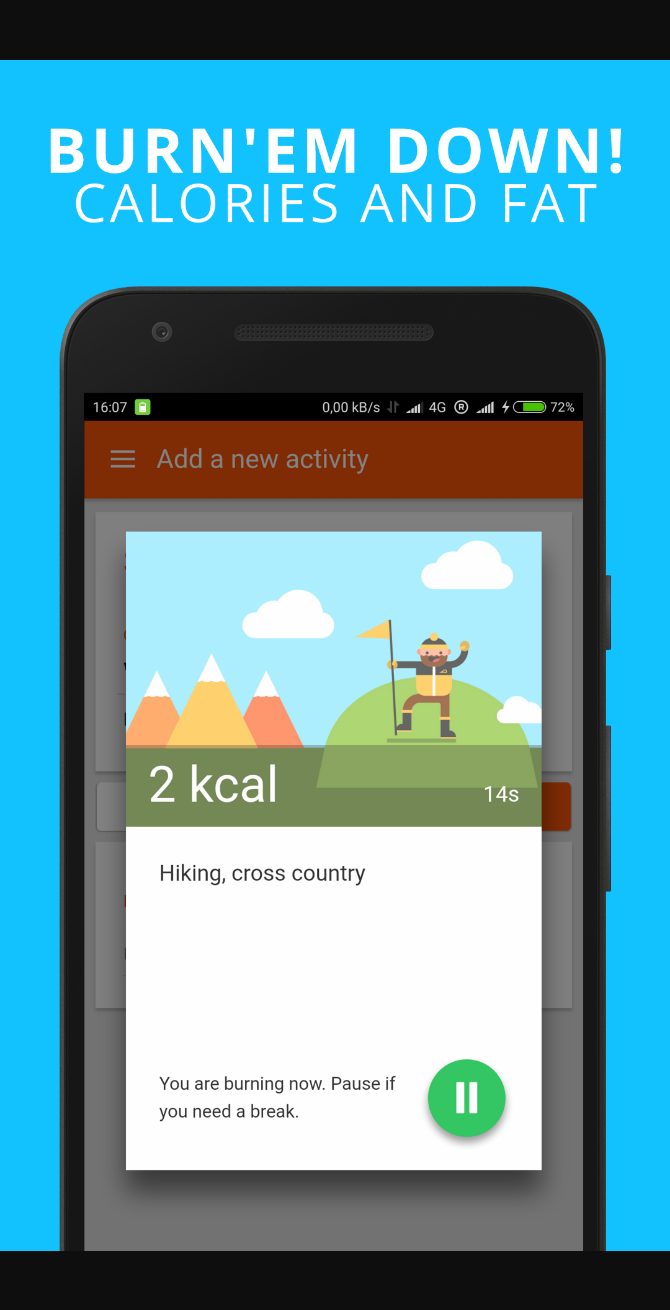 BURN'EM DOWN!
CALORIES AND FAT
16:07 0,00 kB/s 4G R 72%
Add a new activity
2 kcal 14s
Hiking, cross country
You are burning now. Pause if
you need a break.